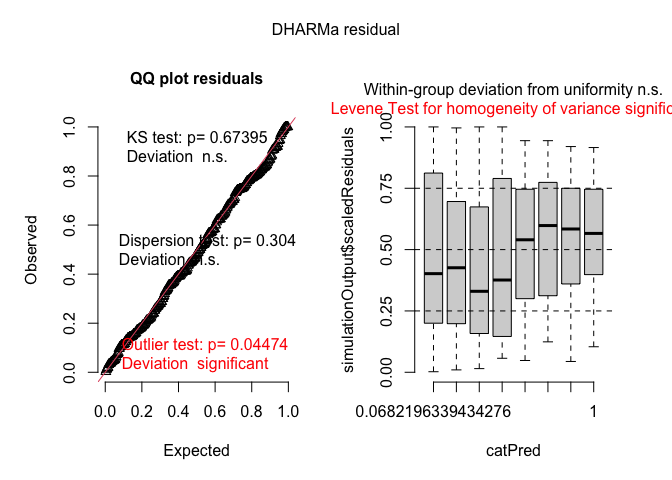 DHARMa residual
QQ plot residuals
KS test: p= 0.67395
Deviation n.s.
Dispersion test: p= 0.304
Deviation n.s.
Outlier test: p= 0.04474
Deviation significant
Observed
0.0
0.2
0.4
0.6
0.8
1.0
0.0 0.2 0.4 0.6 0.8 1.0
Expected
Within-group deviation from uniformity n.s.
Levene Test for homogeneity of variance signific
simulationOutput$scaledResiduals
0.00
0.25
0.50
0.75
1.00
0.0682196339434276 1
catPred